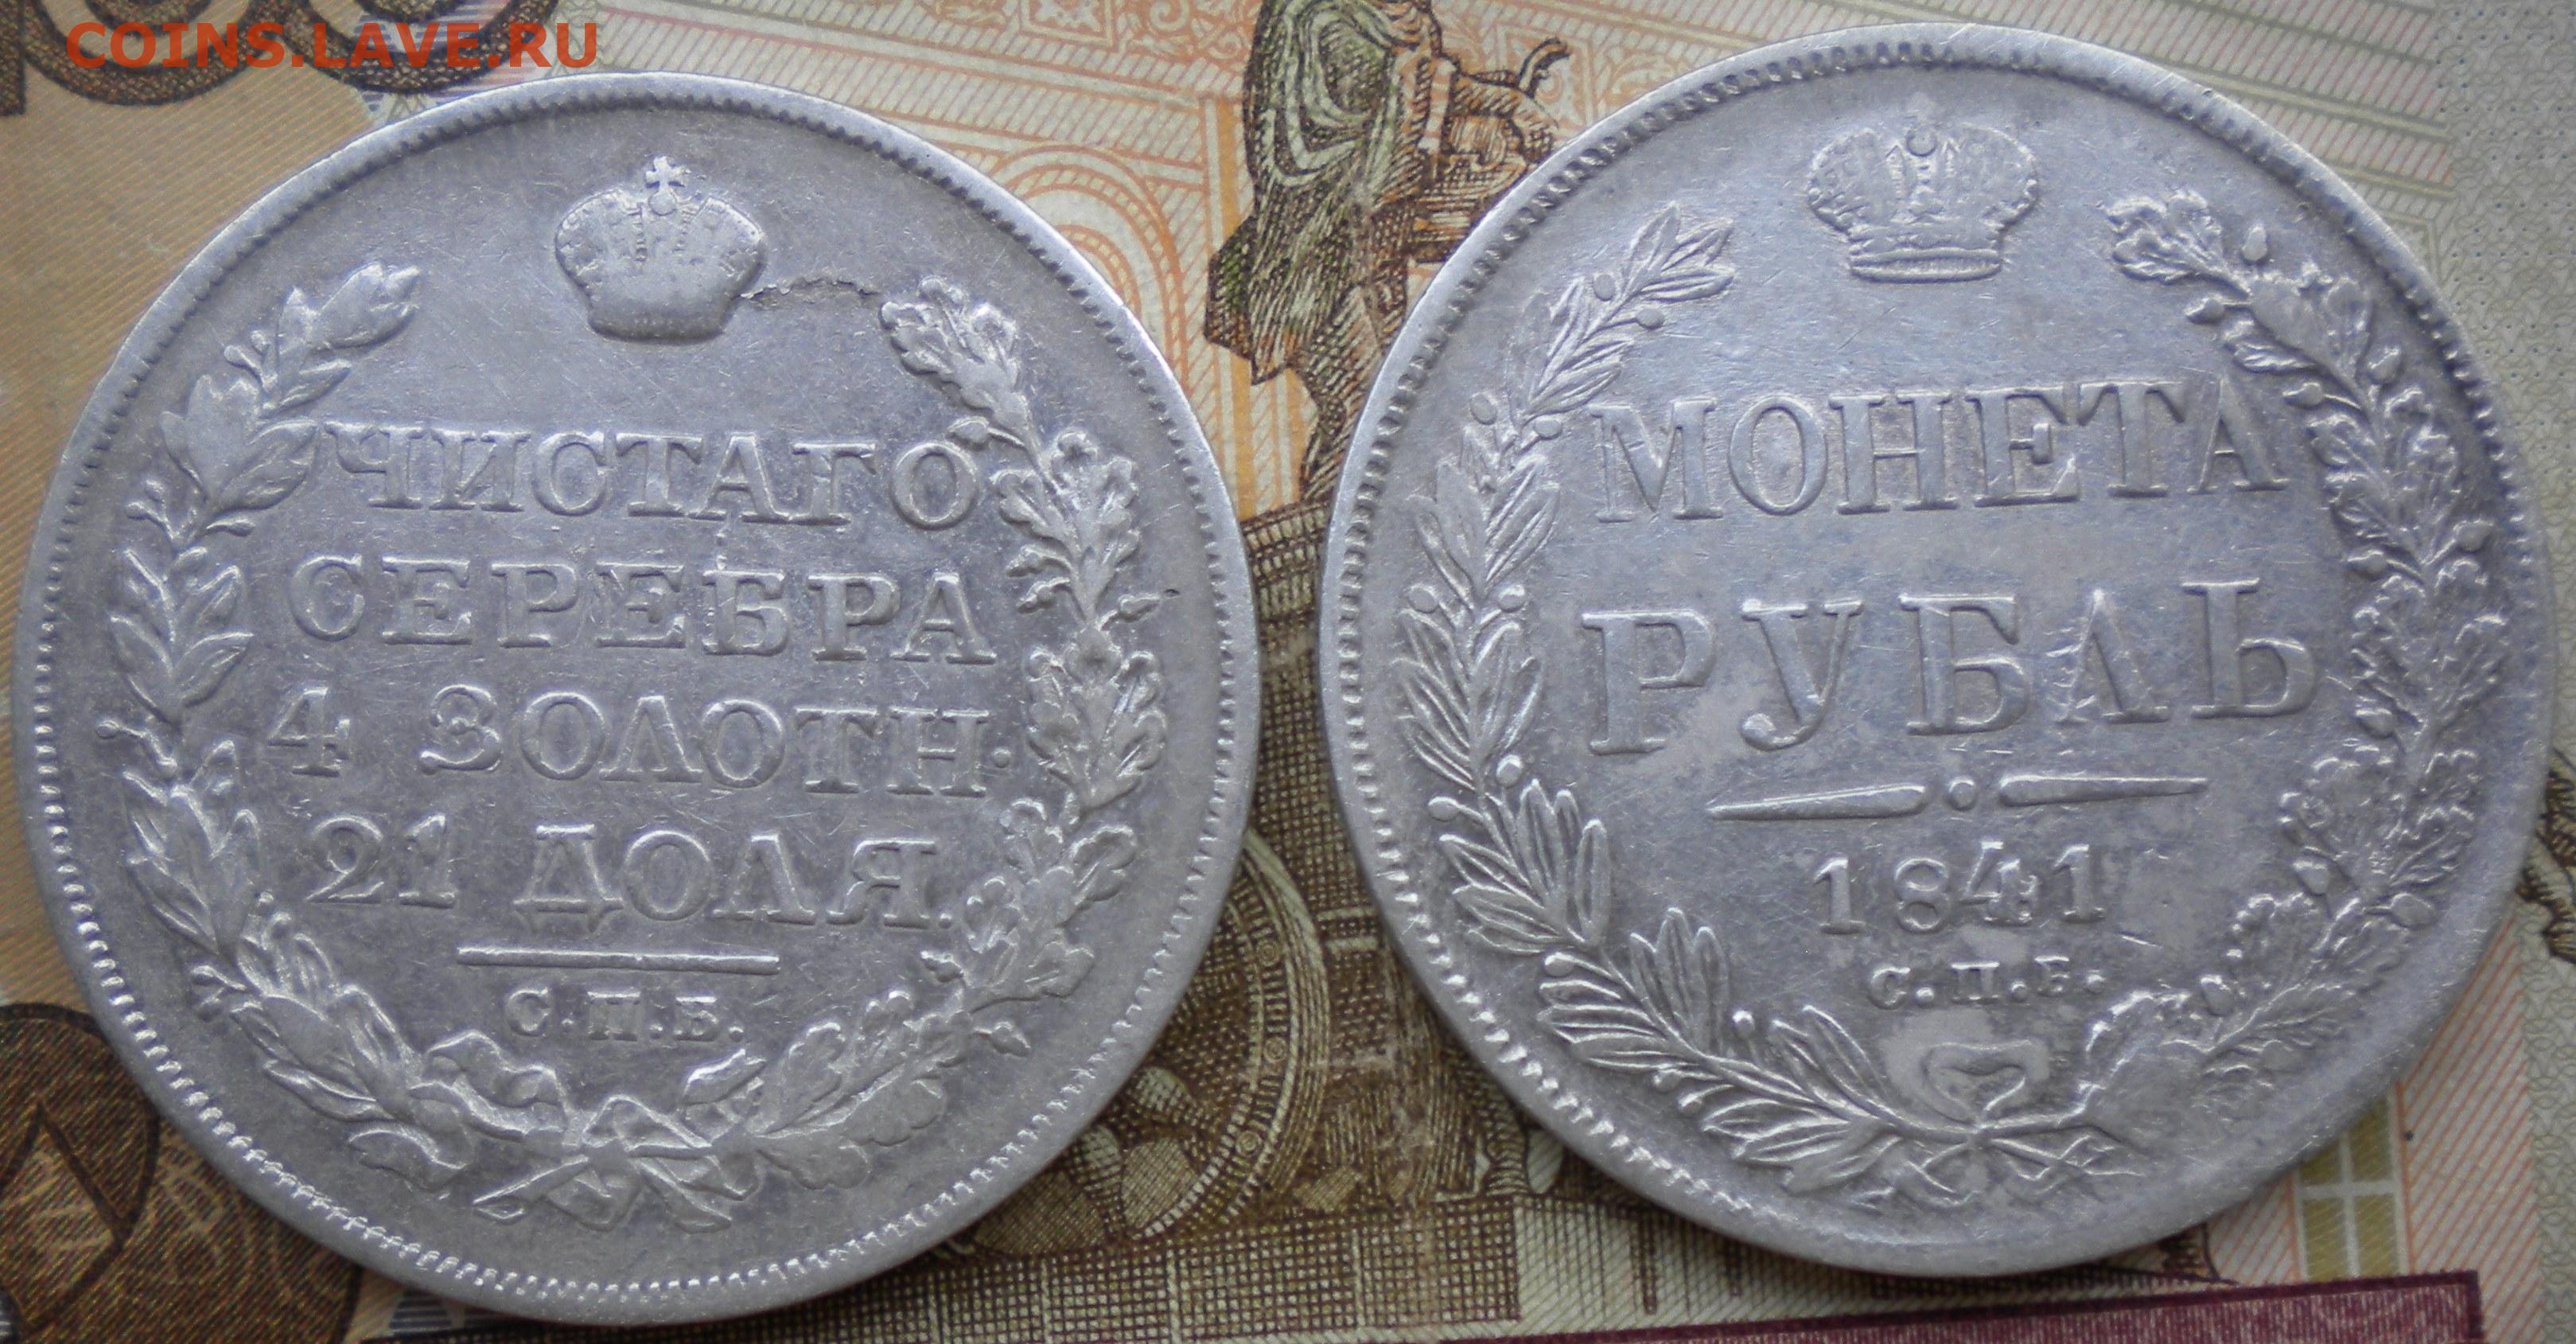 COINS.LAVE.RU
ЧИСТАГО
СЕРЕБРА
4 ЗОЛОТН.
21 ДОЛЯ.
С.П.Б.
МОНЕТА
РУБЛЬ
1841
С.П.Б.